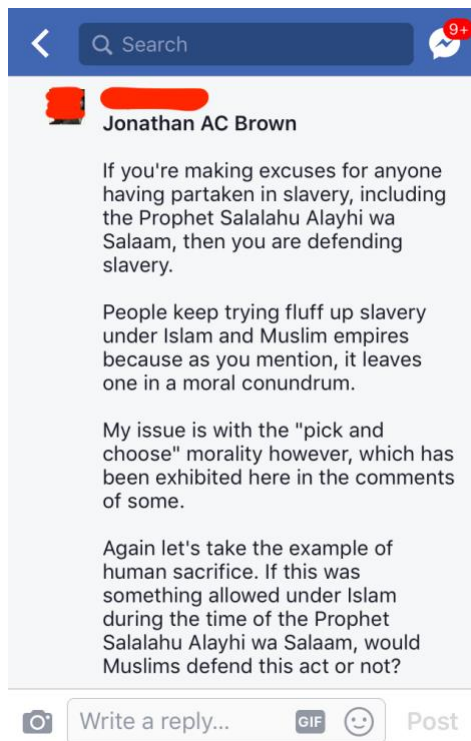 Search
9+
Jonathan AC Brown
If you're making excuses for anyone
having partaken in slavery, including
the Prophet Salalahu Alayhi wa
Salaam, then you are defending
slavery.
People keep trying fluff up slavery
under Islam and Muslim empires
because as you mention, it leaves
one in a moral conundrum.
My issue is with the "pick and
choose" morality however, which has
been exhibited here in the comments
of some.
Again let's take the example of
human sacrifice. If this was
something allowed under Islam
during the time of the Prophet
Salalahu Alayhi wa Salaam, would
Muslims defend this act or not?
Write a reply... GIF Post